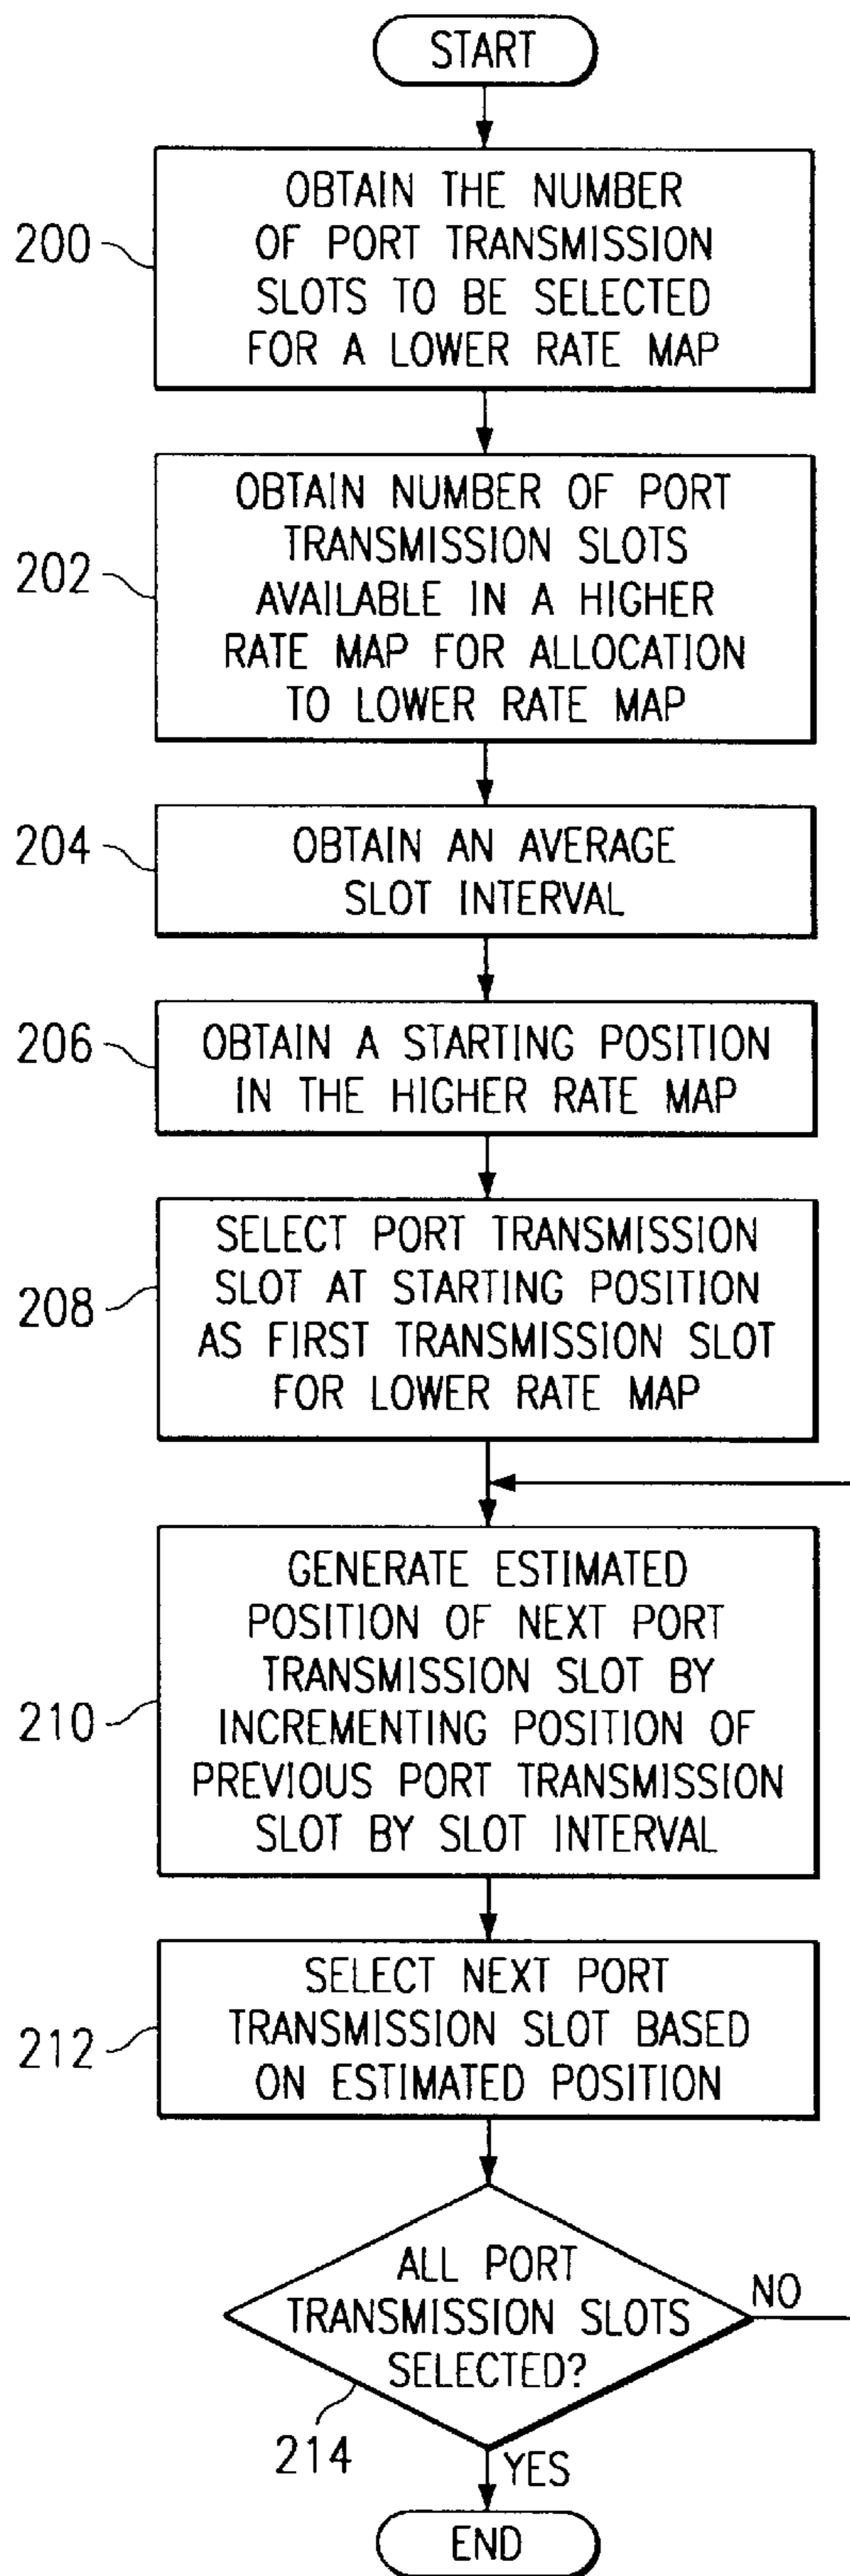 START
200
OBTAIN THE NUMBER
OF PORT TRANSMISSION
SLOTS TO BE SELECTED
FOR A LOWER RATE MAP
202
OBTAIN NUMBER OF PORT
TRANSMISSION SLOTS
AVAILABLE IN A HIGHER
RATE MAP FOR ALLOCATION
TO LOWER RATE MAP
204
OBTAIN AN AVERAGE
SLOT INTERVAL
206
OBTAIN A STARTING POSITION
IN THE HIGHER RATE MAP
208
SELECT PORT TRANSMISSION
SLOT AT STARTING POSITION
AS FIRST TRANSMISSION SLOT
FOR LOWER RATE MAP
210
GENERATE ESTIMATED
POSITION OF NEXT PORT
TRANSMISSION SLOT BY
INCREMENTING POSITION OF
PREVIOUS PORT TRANSMISSION
SLOT BY SLOT INTERVAL
212
SELECT NEXT PORT
TRANSMISSION SLOT BASED
ON ESTIMATED POSITION
ALL PORT
TRANSMISSION SLOTS
SELECTED?
NO
214
YES
END